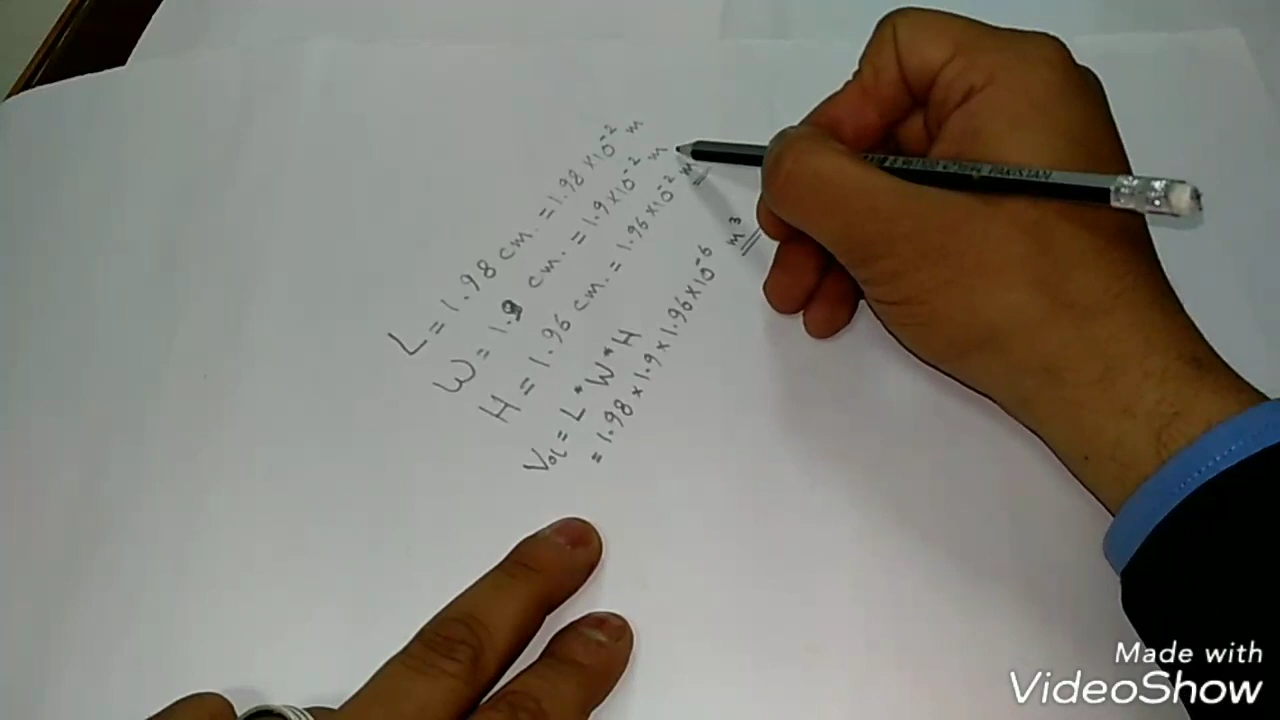 L = 1.98 cm. = 1.98 × 10⁻² m
W = 1.9 cm. = 1.9 × 10⁻² m
H = 1.96 cm. = 1.96 × 10⁻² m
Vol = L * W * H
= 1.98 × 1.9 × 1.96 × 10⁻⁶ m³
PAKISTAN
Made with
VideoShow